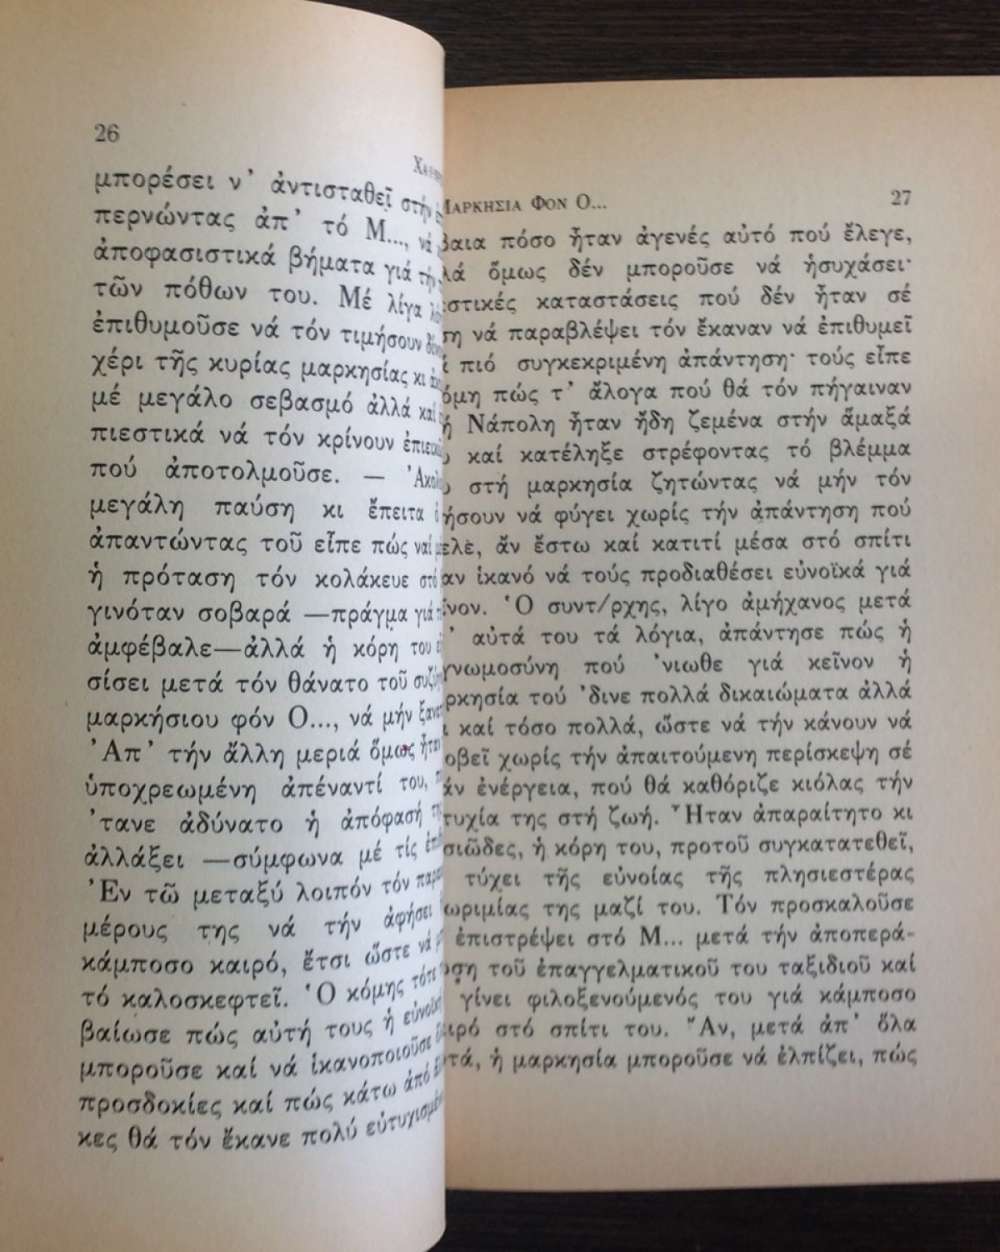 26
μπορέσει ν' ἀντισταθεῖ στήν
περνώντας ἀπ' τό Μ..., νά
ἀποφασιστικά βήματα γιά τήν
τῶν πόθων του. Μέ λίγα
ἐπιθυμοῦσε νά τόν τιμήσουν
χέρι τῆς κυρίας μαρκησίας κι
μέ μεγάλο σεβασμό ἀλλά καί
πιεστικά νά τόν κρίνουν
πού ἀποτολμοῦσε. —
μεγάλη παύση κι ἔπειτα ὁ
ἀπαντώντας τοῦ εἶπε πώς ναί
ἡ πρόταση τόν κολάκευε
γινόταν σοβαρά —πράγμα γιά
ἀμφέβαλε—ἀλλά ἡ κόρη του
σίσει μετά τόν θάνατο τοῦ
μαρκήσιου φόν Ο..., νά μήν
'Απ' τήν ἄλλη μεριά ὅμως
ὑποχρεωμένη ἀπέναντί του,
'τανε ἀδύνατο ἡ ἀπόφασή
ἀλλάξει —σύμφωνα μέ τίς
'Εν τῶ μεταξύ λοιπόν τόν
μέρους της νά τήν ἀφήσει
κάμποσο καιρό, ἔτσι ὥστε νά
τό καλοσκεφτεῖ. 'Ο κόμης τότε
βαίωσε πώς αὐτή τους ἡ
μποροῦσε καί νά ἱκανοποιοῦσε
προσδοκίες καί πώς κάτω ἀπό
κες θά τόν ἔκανε πολύ
ΜΑΡΚΗΣΙΑ ΦΟΝ Ο... 27
πόσο ἦταν ἀγενές αὐτό πού ἔλεγε,
ὅμως δέν μποροῦσε νά ἡσυχάσει·
καταστάσεις πού δέν ἦταν σέ
νά παραβλέψει τόν ἔκαναν νά ἐπιθυμεῖ
πιό συγκεκριμένη ἀπάντηση· τούς εἶπε
πώς τ' ἄλογα πού θά τόν πήγαιναν
Νάπολη ἦταν ἤδη ζεμένα στήν ἅμαξά
καί κατέληξε στρέφοντας τό βλέμμα
στή μαρκησία ζητώντας νά μήν τόν
νά φύγει χωρίς τήν ἀπάντηση πού
ἄν ἔστω καί κατιτί μέσα στό σπίτι
ἱκανό νά τούς προδιαθέσει εὐνοϊκά γιά
'Ο συντ/ρχης, λίγο ἀμήχανος μετά
αὐτά του τά λόγια, ἀπάντησε πώς ἡ
πού 'νιωθε γιά κεῖνον ἡ
τού 'δινε πολλά δικαιώματα ἀλλά
καί τόσο πολλά, ὥστε νά τήν κάνουν νά
χωρίς τήν ἀπαιτούμενη περίσκεψη σέ
ἐνέργεια, πού θά καθόριζε κιόλας τήν
της στή ζωή. Ἦταν ἀπαραίτητο κι
ἡ κόρη του, προτοῦ συγκατατεθεῖ,
τύχει τῆς εὐνοίας τῆς πλησιεστέρας
της μαζί του. Τόν προσκαλοῦσε
ἐπιστρέψει στό Μ... μετά τήν ἀποπερά-
τοῦ ἐπαγγελματικοῦ του ταξιδιοῦ καί
γίνει φιλοξενούμενός του γιά κάμποσο
στό σπίτι του. Ἄν, μετά ἀπ' ὅλα
ἡ μαρκησία μποροῦσε νά ἐλπίζει, πώς